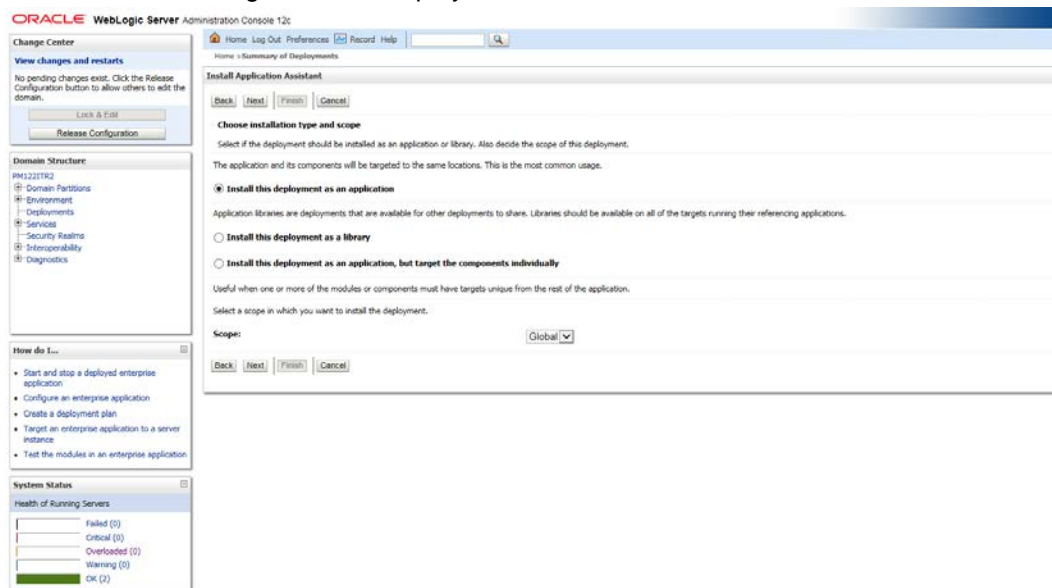 ORACLE WebLogic Server Administration Console 12c
Change Center
View changes and restarts
No pending changes exist. Click the Release
Configuration button to allow others to edit the
domain.
Lock & Edit
Release Configuration
Domain Structure
PM122ITR2
Domain Partitions
Environment
Deployments
Services
Security Realms
Interoperability
Diagnostics
How do I...
Start and stop a deployed enterprise
application
Configure an enterprise application
Create a deployment plan
Target an enterprise application to a server
instance
Test the modules in an enterprise application
System Status
Health of Running Servers
Failed (0)
Critical (0)
Overloaded (0)
Warning (0)
OK (2)
Home Log Out Preferences Record Help
Home >Summary of Deployments
Install Application Assistant
Back Next Finish Cancel
Choose installation type and scope
Select if the deployment should be installed as an application or library. Also decide the scope of this deployment.
The application and its components will be targeted to the same locations. This is the most common usage.
Install this deployment as an application
Application libraries are deployments that are available for other deployments to share. Libraries should be available on all of the targets running their referencing applications.
Install this deployment as a library
Install this deployment as an application, but target the components individually
Useful when one or more of the modules or components must have targets unique from the rest of the application.
Select a scope in which you want to install the deployment.
Scope: Global
Back Next Finish Cancel